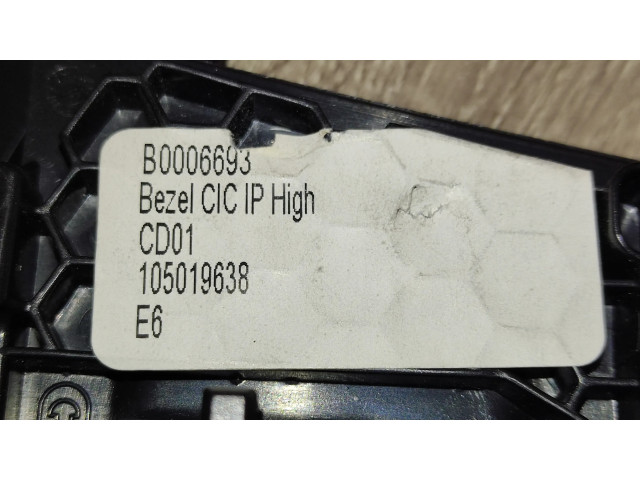 B0006693
Bezel CIC IP High
CD01
105019638
E6